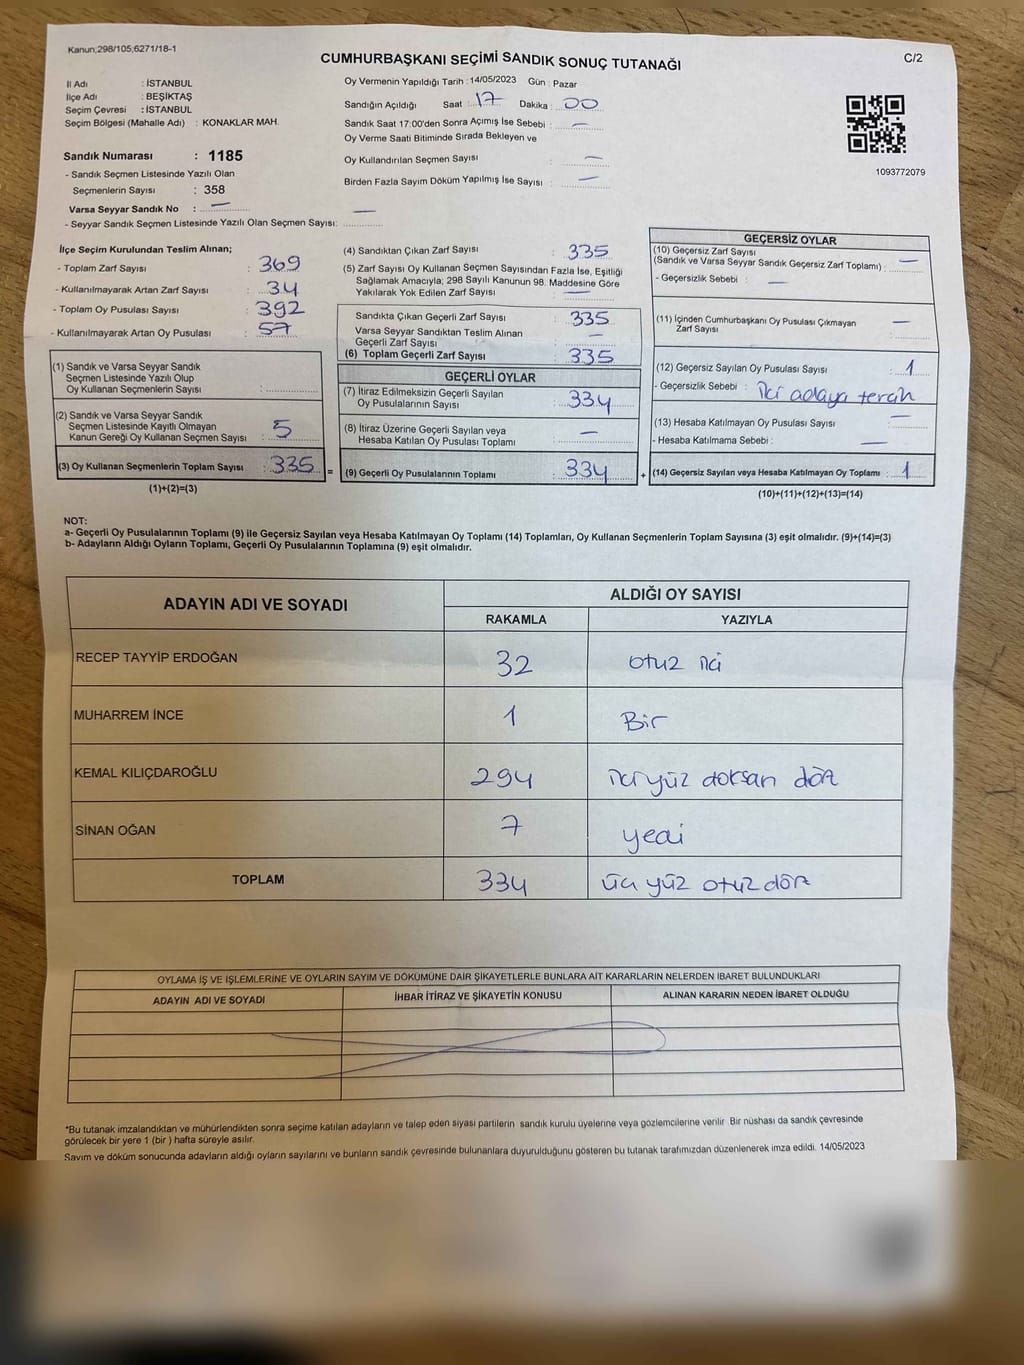 Kanun;298/105;6271/18-1
C/2
CUMHURBAŞKANI SEÇİMİ SANDIK SONUÇ TUTANAĞI
İl Adı : İSTANBUL
İlçe Adı : BEŞİKTAŞ
Seçim Çevresi : İSTANBUL
Seçim Bölgesi (Mahalle Adı) : KONAKLAR MAH.
Sandık Numarası : 1185
- Sandık Seçmen Listesinde Yazılı Olan
Seçmenlerin Sayısı : 358
Varsa Seyyar Sandık No : —
- Seyyar Sandık Seçmen Listesinde Yazılı Olan Seçmen Sayısı: —
Oy Vermenin Yapıldığı Tarih : 14/05/2023 Gün : Pazar
Sandığın Açıldığı Saat : 17 Dakika : 00
Sandık Saat 17:00'den Sonra Açımış İse Sebebi : —
Oy Verme Saati Bitiminde Sırada Bekleyen ve
Oy Kullandırılan Seçmen Sayısı : —
Birden Fazla Sayım Döküm Yapılmış İse Sayısı : —
1093772079
İlçe Seçim Kurulundan Teslim Alınan;
- Toplam Zarf Sayısı : 369
- Kullanılmayarak Artan Zarf Sayısı : 34
- Toplam Oy Pusulası Sayısı : 392
- Kullanılmayarak Artan Oy Pusulası : 57
(1) Sandık ve Varsa Seyyar Sandık
Seçmen Listesinde Yazılı Olup
Oy Kullanan Seçmenlerin Sayısı :
(2) Sandık ve Varsa Seyyar Sandık
Seçmen Listesinde Kayıtlı Olmayan
Kanun Gereği Oy Kullanan Seçmen Sayısı : 5
(3) Oy Kullanan Seçmenlerin Toplam Sayısı : 335 =
(1)+(2)=(3)
(4) Sandıktan Çıkan Zarf Sayısı : 335
(5) Zarf Sayısı Oy Kullanan Seçmen Sayısından Fazla İse, Eşitliği
Sağlamak Amacıyla; 298 Sayılı Kanunun 98. Maddesine Göre
Yakılarak Yok Edilen Zarf Sayısı : —
Sandıkta Çıkan Geçerli Zarf Sayısı : 335
Varsa Seyyar Sandıktan Teslim Alınan
Geçerli Zarf Sayısı : —
(6) Toplam Geçerli Zarf Sayısı : 335
GEÇERLİ OYLAR
(7) İtiraz Edilmeksizin Geçerli Sayılan
Oy Pusulalarının Sayısı : 334
(8) İtiraz Üzerine Geçerli Sayılan veya
Hesaba Katılan Oy Pusulası Toplamı : —
(9) Geçerli Oy Pusulalarının Toplamı : 334 +
GEÇERSİZ OYLAR
(10) Geçersiz Zarf Sayısı
(Sandık ve Varsa Seyyar Sandık Geçersiz Zarf Toplamı) : —
- Geçersizlik Sebebi : —
(11) İçinden Cumhurbaşkanı Oy Pusulası Çıkmayan
Zarf Sayısı : —
(12) Geçersiz Sayılan Oy Pusulası Sayısı : 1
- Geçersizlik Sebebi : iki adaya tercih
(13) Hesaba Katılmayan Oy Pusulası Sayısı : —
- Hesaba Katılmama Sebebi : —
(14) Geçersiz Sayılan veya Hesaba Katılmayan Oy Toplamı : 1
(10)+(11)+(12)+(13)=(14)
NOT:
a- Geçerli Oy Pusulalarının Toplamı (9) ile Geçersiz Sayılan veya Hesaba Katılmayan Oy Toplamı (14) Toplamları, Oy Kullanan Seçmenlerin Toplam Sayısına (3) eşit olmalıdır. (9)+(14)=(3)
b- Adayların Aldığı Oyların Toplamı, Geçerli Oy Pusulalarının Toplamına (9) eşit olmalıdır.
ADAYIN ADI VE SOYADI ALDIĞI OY SAYISI
RAKAMLA YAZIYLA
RECEP TAYYİP ERDOĞAN 32 otuz iki
MUHARREM İNCE 1 Bir
KEMAL KILIÇDAROĞLU 294 ikiyüz doksan dört
SİNAN OĞAN 7 yedi
TOPLAM 334 üç yüz otuz dört
OYLAMA İŞ VE İŞLEMLERİNE VE OYLARIN SAYIM VE DÖKÜMÜNE DAİR ŞİKAYETLERLE BUNLARA AİT KARARLARIN NELERDEN İBARET BULUNDUKLARI
ADAYIN ADI VE SOYADI İHBAR İTİRAZ VE ŞİKAYETİN KONUSU ALINAN KARARIN NEDEN İBARET OLDUĞU
*Bu tutanak imzalandıktan ve mühürlendikten sonra seçime katılan adayların ve talep eden siyasi partilerin sandık kurulu üyelerine veya gözlemcilerine verilir. Bir nüshası da sandık çevresinde
görülecek bir yere 1 (bir) hafta süreyle asılır.
Sayım ve döküm sonucunda adayların aldığı oyların sayılarını ve bunların sandık çevresinde bulunanlara duyurulduğunu gösteren bu tutanak tarafımızdan düzenlenerek imza edildi. 14/05/2023